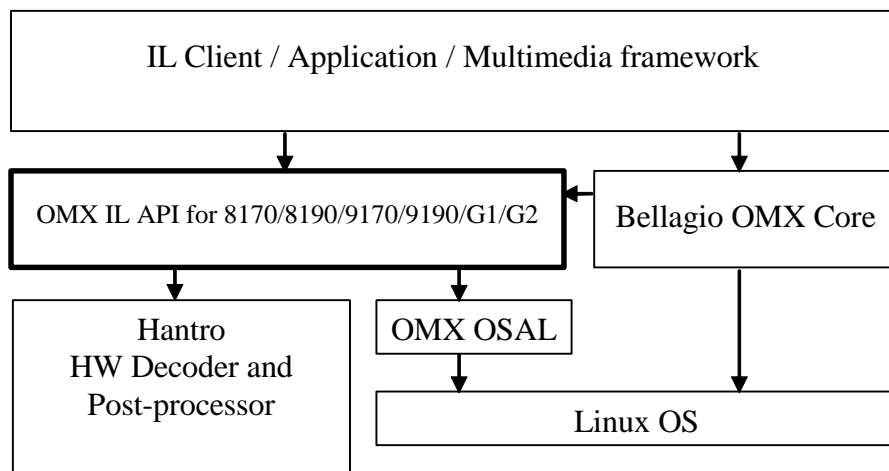 IL Client / Application / Multimedia framework
OMX IL API for 8170/8190/9170/9190/G1/G2
Bellagio OMX Core
Hantro
HW Decoder and
Post-processor
OMX OSAL
Linux OS